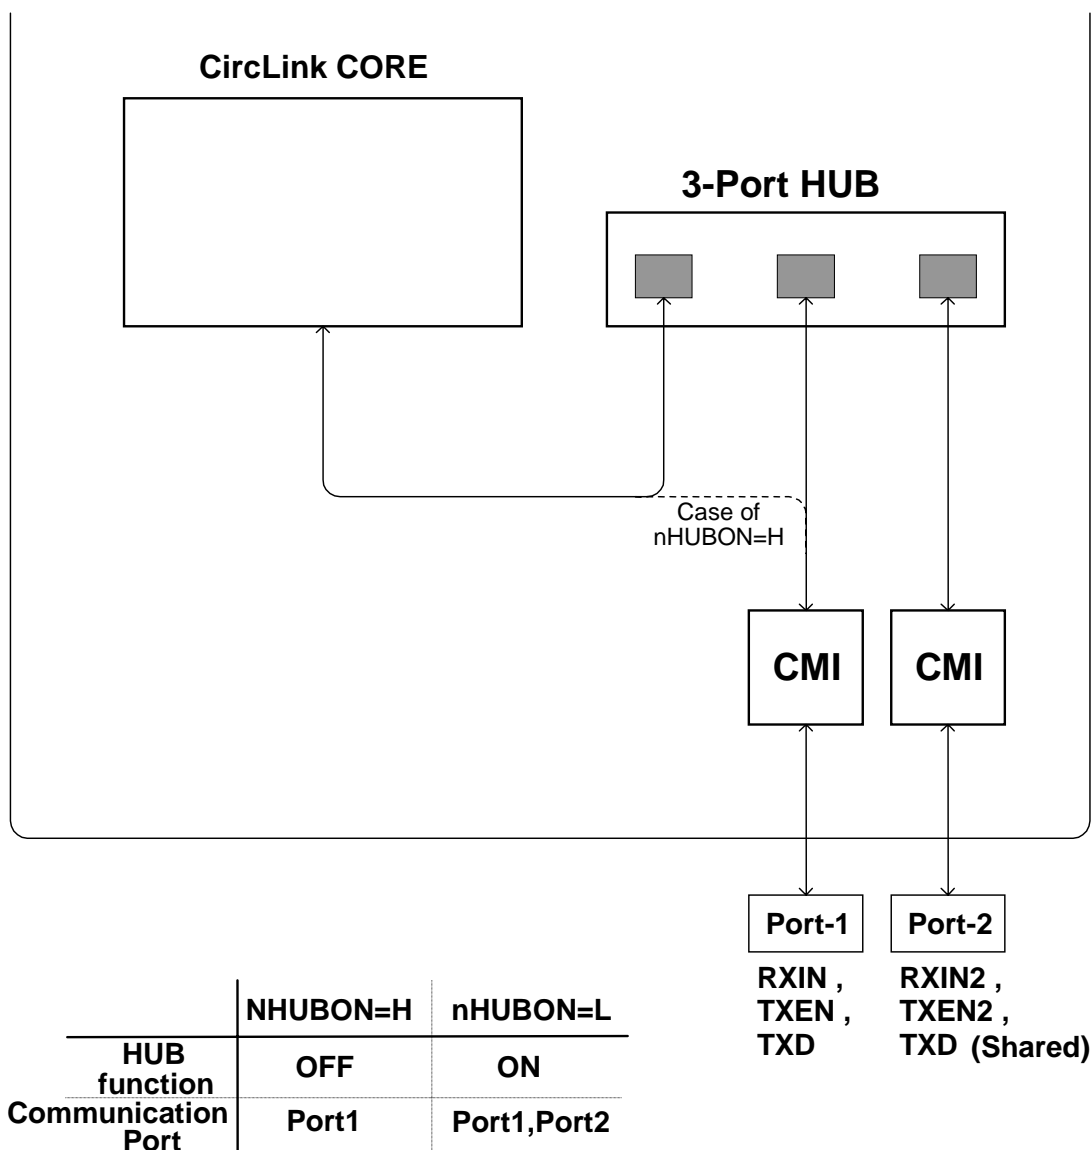 CircLink CORE
3-Port HUB
Case of
nHUBON=H
CMI
CMI
Port-1
Port-2
RXIN ,
TXEN ,
TXD
RXIN2 ,
TXEN2 ,
TXD (Shared)
NHUBON=H nHUBON=L
HUB
function
OFF ON
Communication
Port
Port1 Port1,Port2